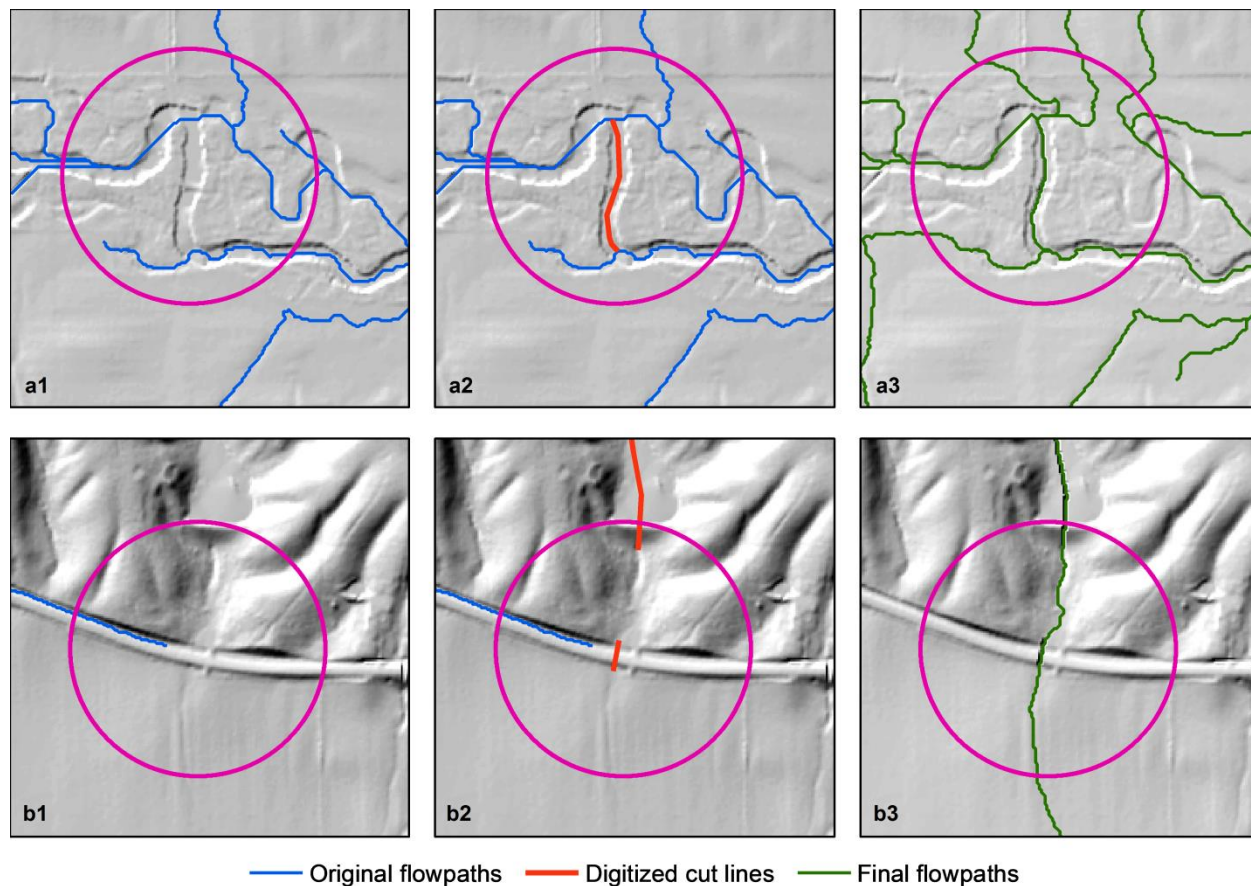 a1
a2
a3
b1
b2
b3
Original flowpaths Digitized cut lines Final flowpaths